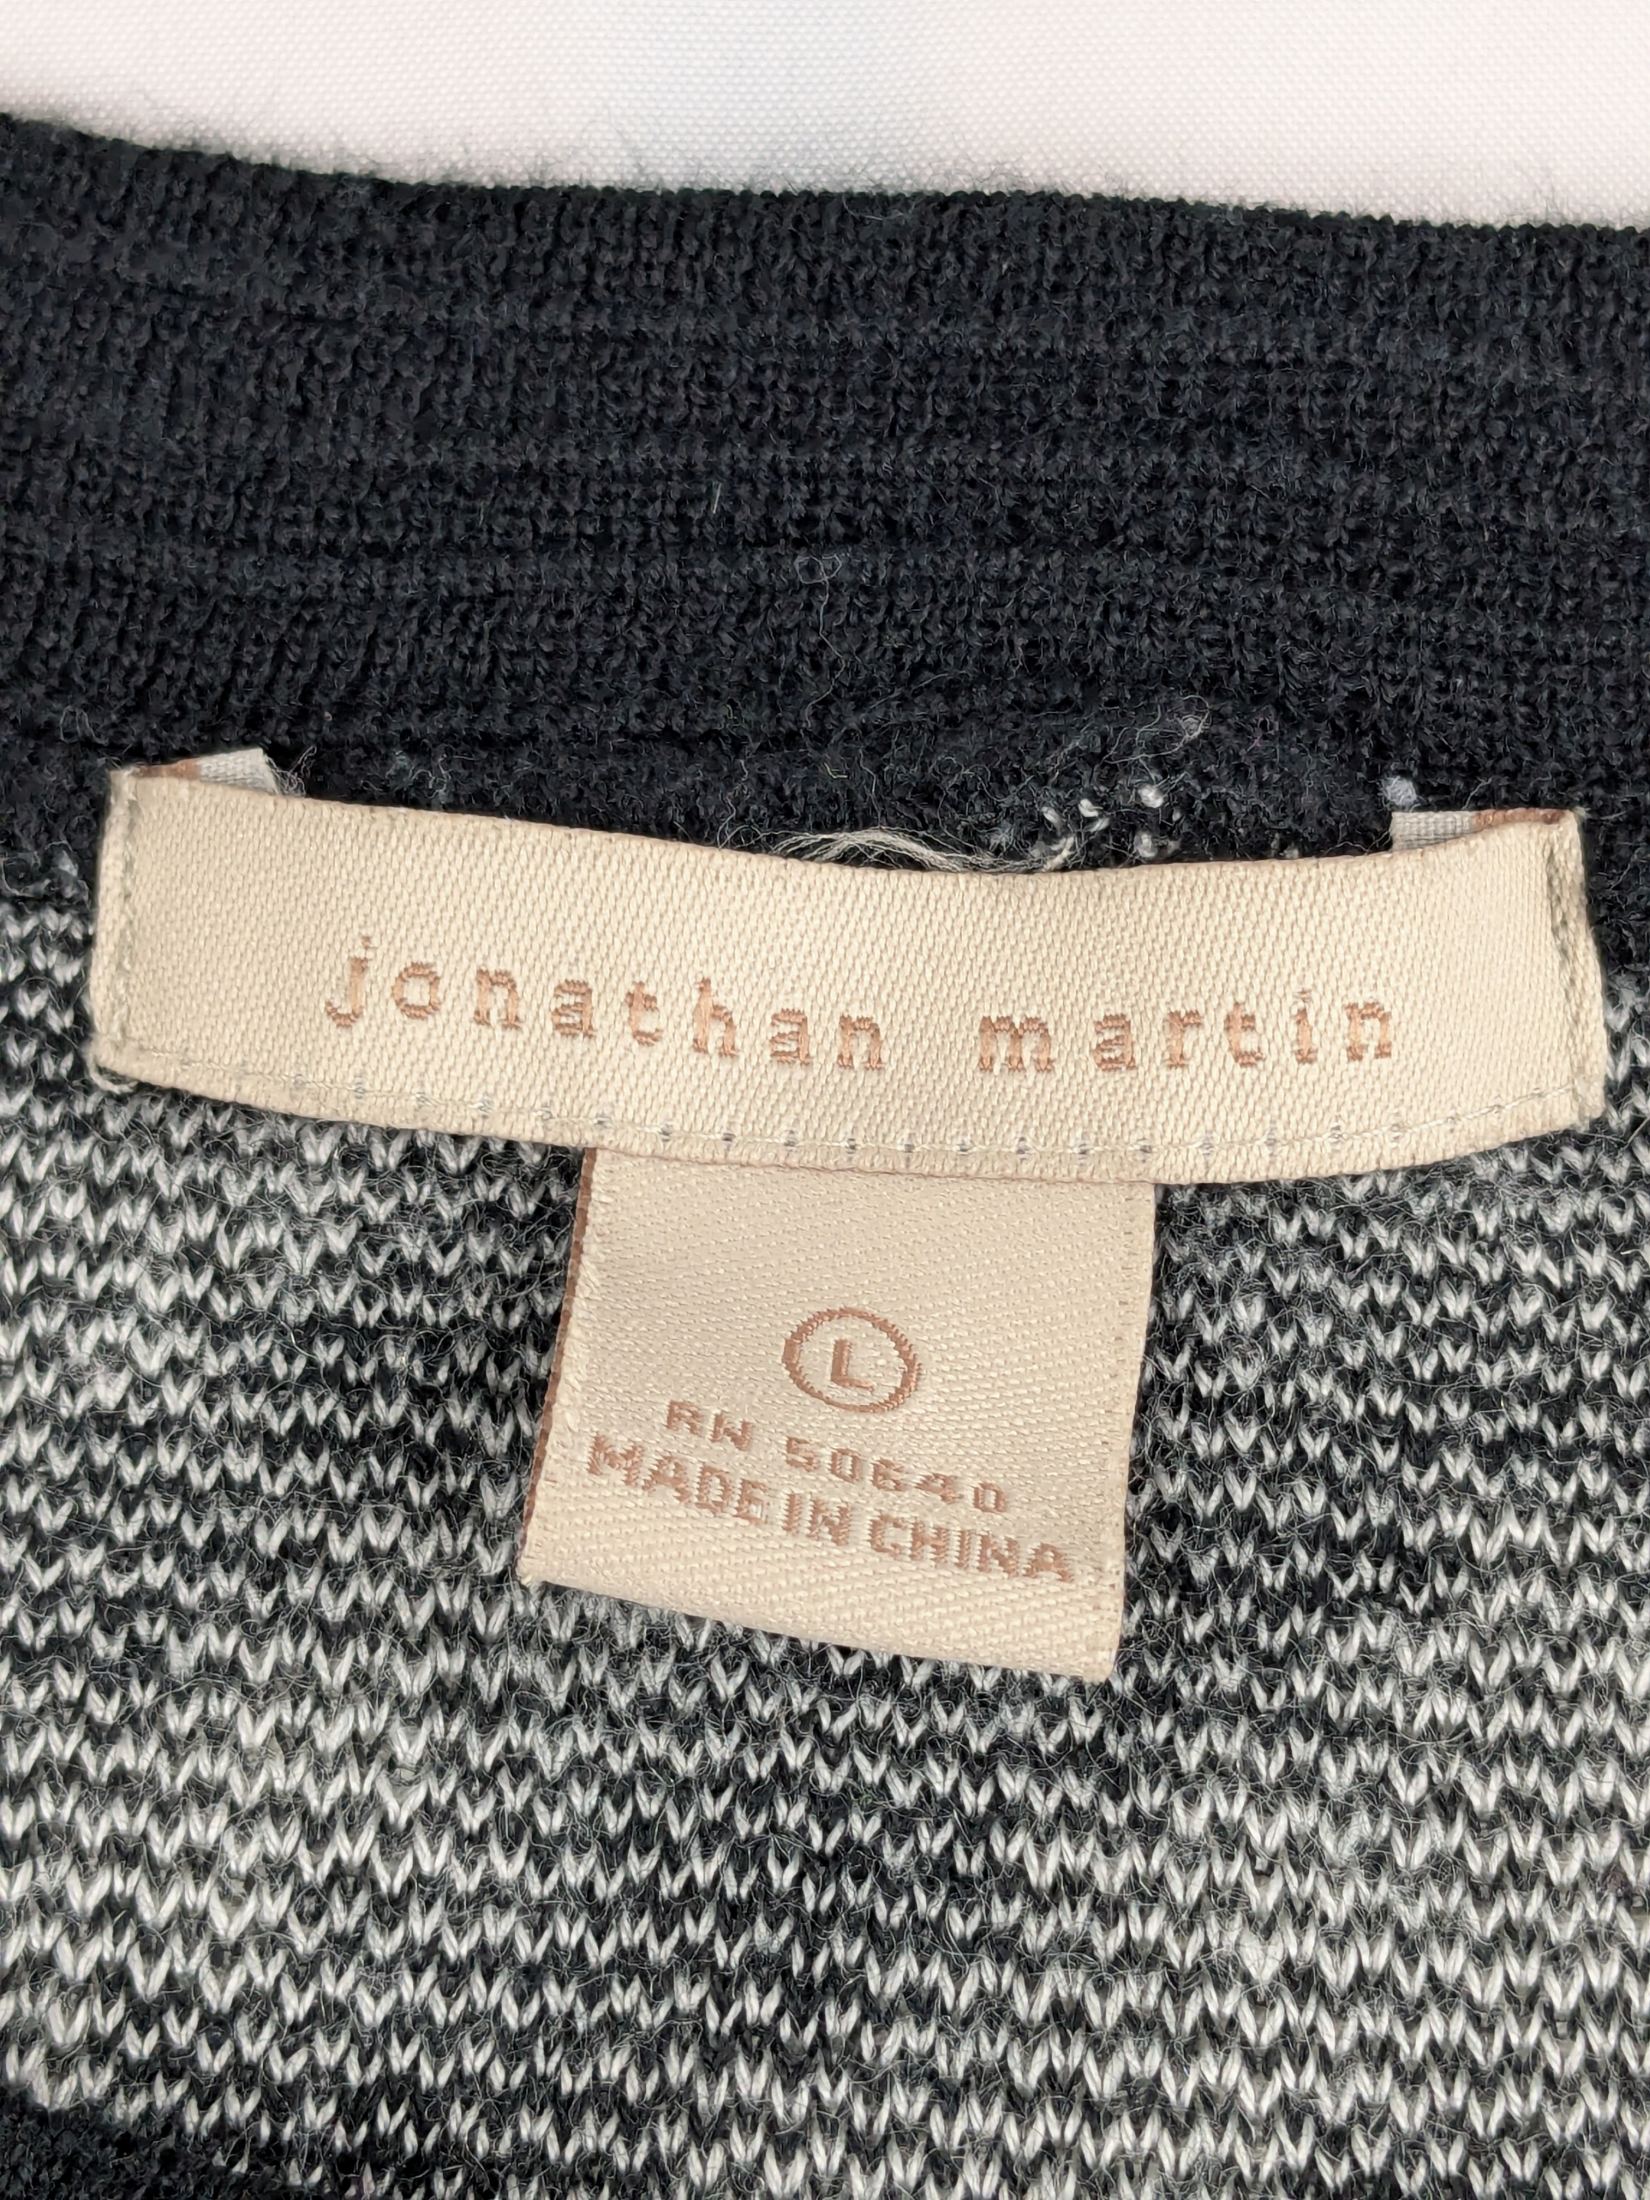 jonathan martin
L
RN 50640
MADE IN CHINA